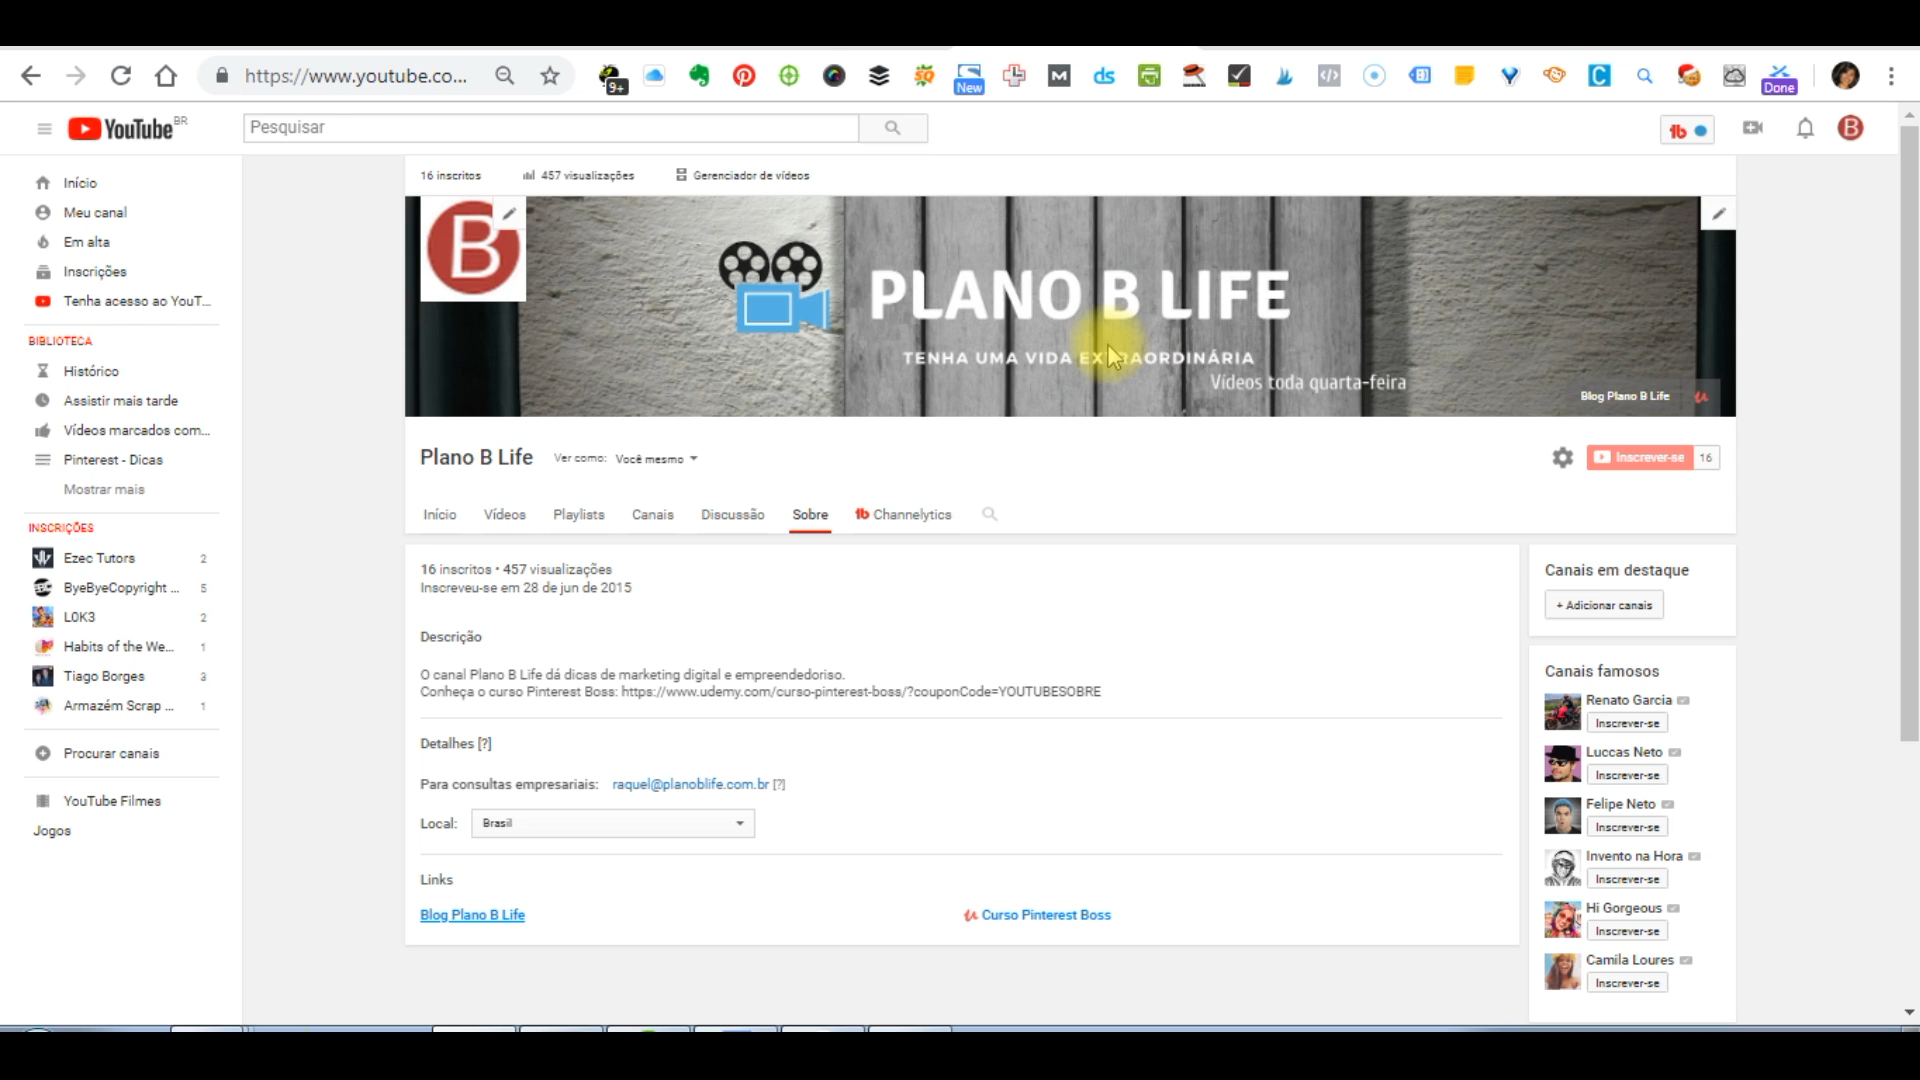 https://www.youtube.co...
9+
New
Done
YouTube BR
Pesquisar
Início
Meu canal
Em alta
Inscrições
Tenha acesso ao YouT...
BIBLIOTECA
Histórico
Assistir mais tarde
Vídeos marcados com...
Pinterest - Dicas
Mostrar mais
INSCRIÇÕES
Ezec Tutors 2
ByeByeCopyright ... 5
L0K3 2
Habits of the We... 1
Tiago Borges 3
Armazém Scrap ... 1
Procurar canais
YouTube Filmes
Jogos
16 inscritos 457 visualizações Gerenciador de vídeos
B
PLANO B LIFE
TENHA UMA VIDA EXTRAORDINÁRIA
Vídeos toda quarta-feira
Blog Plano B Life
Plano B Life Ver como: Você mesmo
Inscrever-se 16
Início Vídeos Playlists Canais Discussão Sobre Channelytics
16 inscritos • 457 visualizações
Inscreveu-se em 28 de jun de 2015
Descrição
O canal Plano B Life dá dicas de marketing digital e empreendedoriso.
Conheça o curso Pinterest Boss: https://www.udemy.com/curso-pinterest-boss/?couponCode=YOUTUBESOBRE
Detalhes [?]
Para consultas empresariais: raquel@planoblife.com.br [?]
Local: Brasil
Links
Blog Plano B Life Curso Pinterest Boss
Canais em destaque
+ Adicionar canais
Canais famosos
Renato Garcia
Inscrever-se
Luccas Neto
Inscrever-se
Felipe Neto
Inscrever-se
Invento na Hora
Inscrever-se
Hi Gorgeous
Inscrever-se
Camila Loures
Inscrever-se